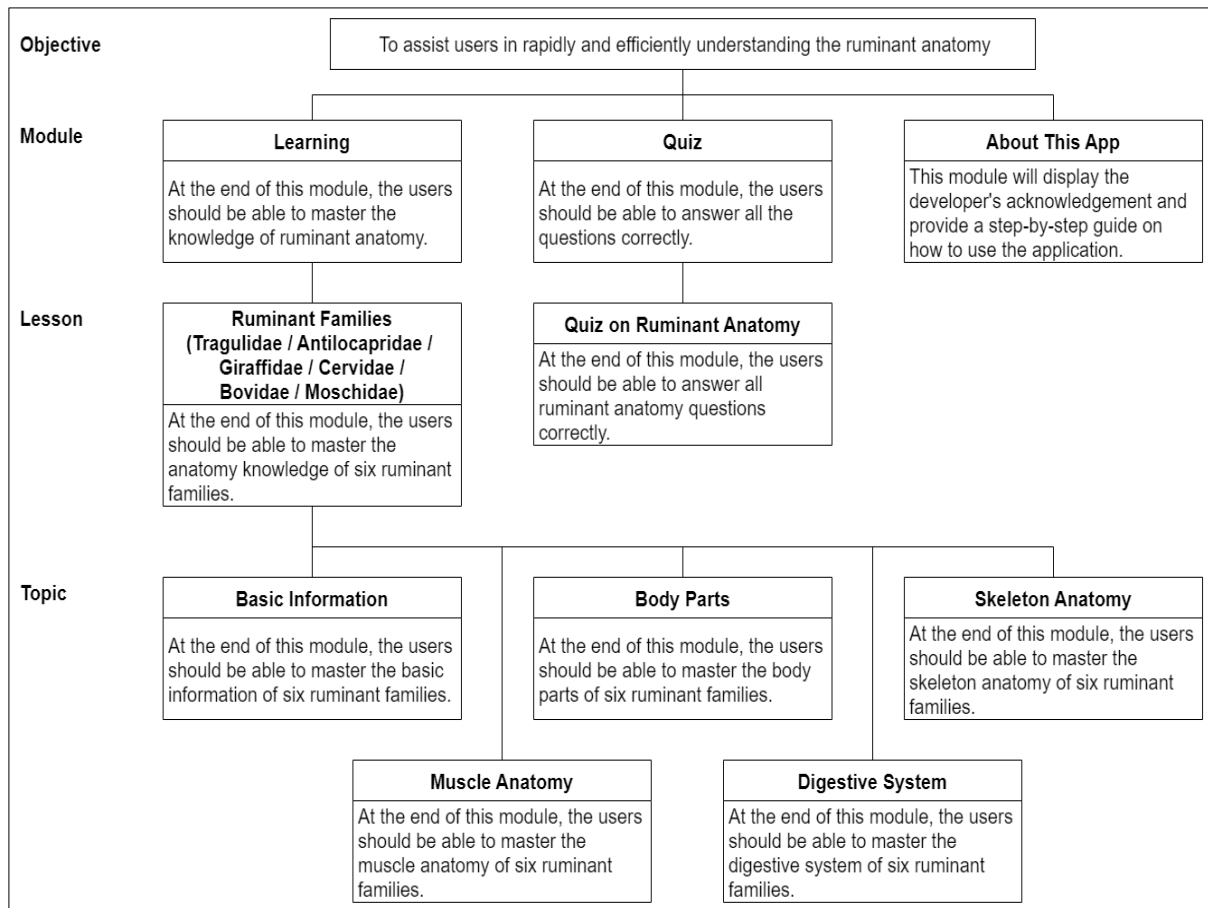 Objective
To assist users in rapidly and efficiently understanding the ruminant anatomy
Module
Learning
At the end of this module, the users
should be able to master the
knowledge of ruminant anatomy.
Quiz
At the end of this module, the users
should be able to answer all the
questions correctly.
About This App
This module will display the
developer's acknowledgement and
provide a step-by-step guide on
how to use the application.
Lesson
Ruminant Families
(Tragulidae / Antilocapridae /
Giraffidae / Cervidae /
Bovidae / Moschidae)
At the end of this module, the users
should be able to master the
anatomy knowledge of six ruminant
families.
Quiz on Ruminant Anatomy
At the end of this module, the users
should be able to answer all
ruminant anatomy questions
correctly.
Topic
Basic Information
At the end of this module, the users
should be able to master the basic
information of six ruminant families.
Body Parts
At the end of this module, the users
should be able to master the body
parts of six ruminant families.
Skeleton Anatomy
At the end of this module, the users
should be able to master the
skeleton anatomy of six ruminant
families.
Muscle Anatomy
At the end of this module, the users
should be able to master the
muscle anatomy of six ruminant
families.
Digestive System
At the end of this module, the users
should be able to master the
digestive system of six ruminant
families.